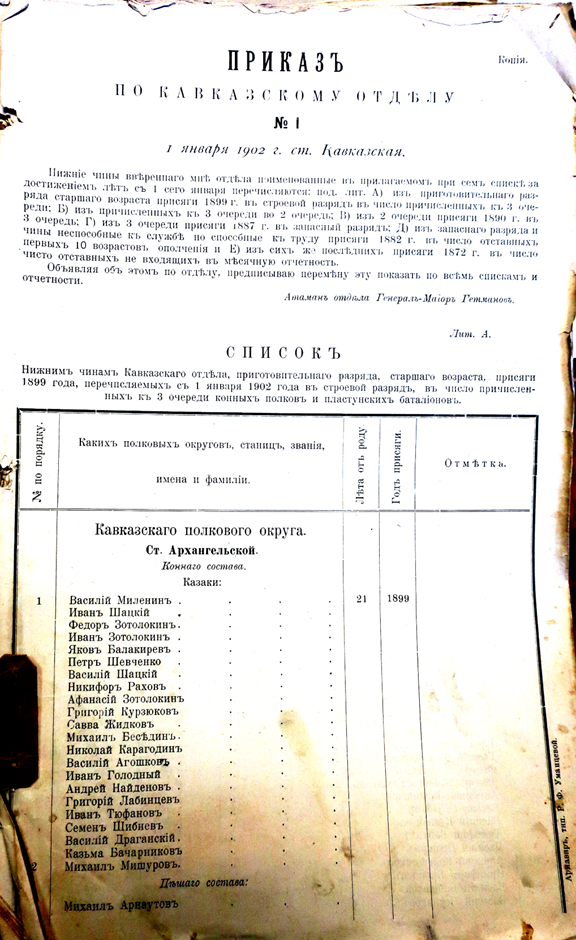 Копія.
ПРИКАЗЪ
ПО КАВКАЗСКОМУ ОТДѢЛУ
№ 1
1 января 1902 г. ст. Кавказская.
Нижніе чины ввѣреннаго мнѣ отдѣла поименованные въ прилагаемомъ при семъ спискѣ за
достиженіемъ лѣтъ съ 1 сего января перечисляются: под. лит. А) изъ приготовительнаго раз-
ряда старшаго возраста присяги 1899 г. въ строевой разрядъ въ число причисленныхъ къ 3 оче-
реди; Б) изъ причисленныхъ къ 3 очереди во 2 очередь; В) изъ 2 очереди присяги 1890 г. въ
3 очередь; Г) изъ 3 очереди присяги 1887 г. въ запасный разрядъ; Д) изъ запаснаго разряда и
чины неспособные къ службѣ но способные къ труду присяги 1882 г. въ число отставныхъ
первыхъ 10 возрастовъ ополченія и Е) изъ сихъ же послѣднихъ присяги 1872 г. въ число
чисто отставныхъ не входящихъ въ мѣсячную отчетность.
Объявляя объ этомъ по отдѣлу, предписываю перемѣну эту показать по всѣмъ спискамъ и
отчетности.
Атаманъ отдѣла Генералъ-Маіоръ Гетмановъ.
Лит. А.
СПИСОКЪ
Нижнимъ чинамъ Кавказскаго отдѣла, приготовительнаго разряда, старшаго возраста, присяги
1899 года, перечисляемыхъ съ 1 января 1902 года въ строевой разрядъ, въ число причислен-
ныхъ къ 3 очереди конныхъ полковъ и пластунскихъ баталіоновъ.
№ по порядку.
Какихъ полковыхъ округовъ, станицъ, званія,
имена и фамиліи.
Лѣта отъ роду
Годъ присяги.
Отмѣтка.
Кавказскаго полкового округа.
Ст. Архангельской.
Коннаго состава.
Казаки:
1 Василій Миленинъ . . . . 21 1899
Иванъ Шацкій . . . .
Федоръ Зотолокинъ . . . .
Иванъ Зотолокинъ . . . .
Яковъ Балакиревъ . . . .
Петръ Шевченко . . . .
Василій Шацкій . . . .
Никифоръ Раховъ . . . .
Афанасій Зотолокинъ . . .
Григорій Курзюковъ . . .
Савва Жидковъ . . .
Михаилъ Бесѣдинъ . . . .
Николай Карагодинъ . . .
Василій Агошковъ . . .
Иванъ Голодный . . . .
Андрей Найденовъ . . . .
Григорій Лабинцевъ . . .
Иванъ Тюфановъ . . . .
Семенъ Шибневъ . . . .
Василій Драганскій . . . .
Казьма Бачарниковъ . . .
2 Михаилъ Мишуровъ. . . .
Пѣшаго состава:
Михаилъ Арнаутовъ . . .
Армавиръ, тип. Р. Ф. Уманцевой.